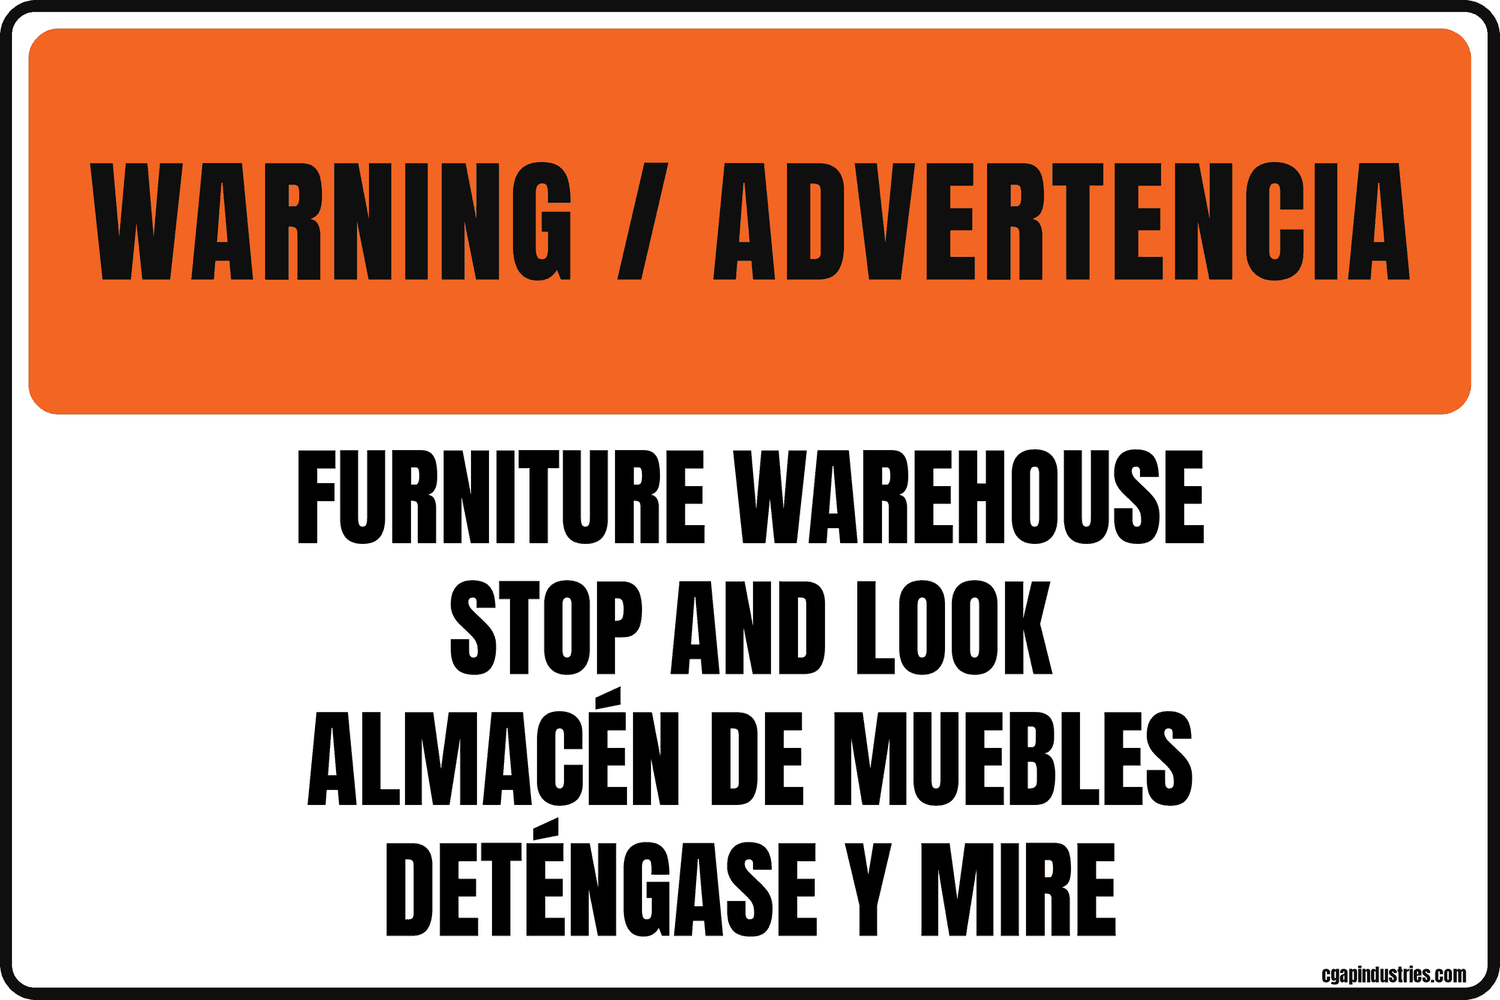 WARNING / ADVERTENCIA
FURNITURE WAREHOUSE
STOP AND LOOK
ALMACÉN DE MUEBLES
DETÉNGASE Y MIRE
cgapindustries.com